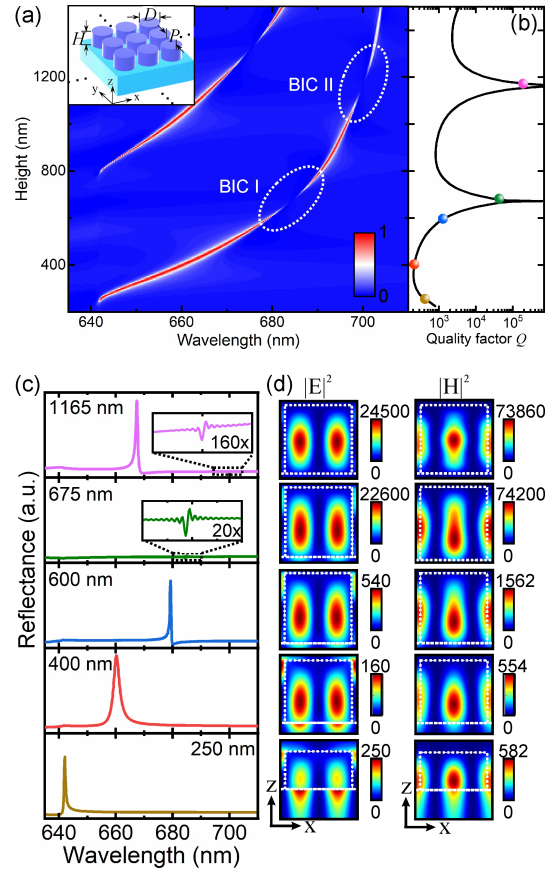 (a)
D
H
P
z
y
x
BIC II
BIC I
1
0
1200
800
400
Height (nm)
640
660
680
700
Wavelength (nm)
(b)
10³
10⁴
10⁵
Quality factor Q
(c)
1165 nm
160x
675 nm
20x
600 nm
400 nm
250 nm
Reflectance (a.u.)
640
660
680
700
Wavelength (nm)
(d)
|E|²
|H|²
24500
0
73860
0
22600
0
74200
0
540
0
1562
0
160
0
554
0
250
0
582
0
Z
X
Z
X